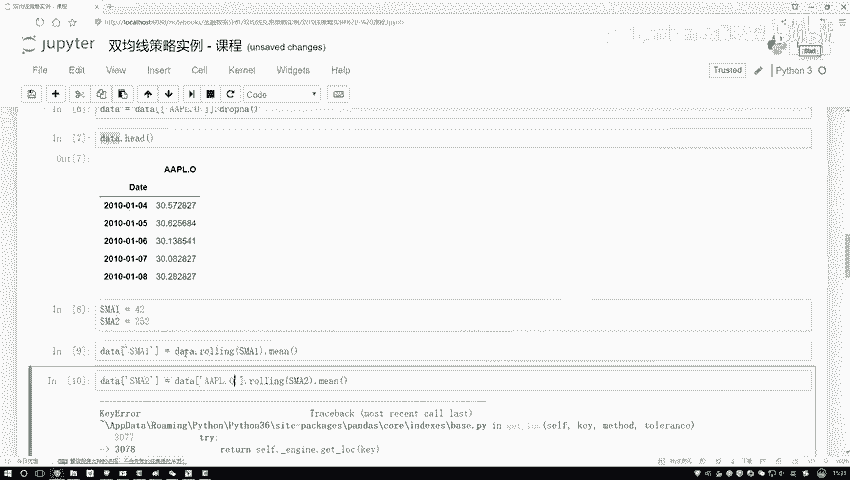 jupyter 双均线策略实例 - 课程 (unsaved changes)
File Edit View Insert Cell Kernel Widgets Help
Trusted Python 3
Code
In [6]: data = data[['AAPL.O']].dropna()
In [7]: data.head()
Out[7]:
AAPL.O
Date
2010-01-04 30.572827
2010-01-05 30.625684
2010-01-06 30.138541
2010-01-07 30.082827
2010-01-08 30.282827
In [8]: SMA1 = 42
SMA2 = 252
In [9]: data['SMA1'] = data.rolling(SMA1).mean()
In [10]: data['SMA2'] = data['AAPL.O'].rolling(SMA2).mean()
KeyError Traceback (most recent call last)
~\AppData\Roaming\Python\Python36\site-packages\pandas\core\indexes\base.py in get_loc(self, key, method, tolerance)
3077 try:
-> 3078 return self._engine.get_loc(key)
15:31